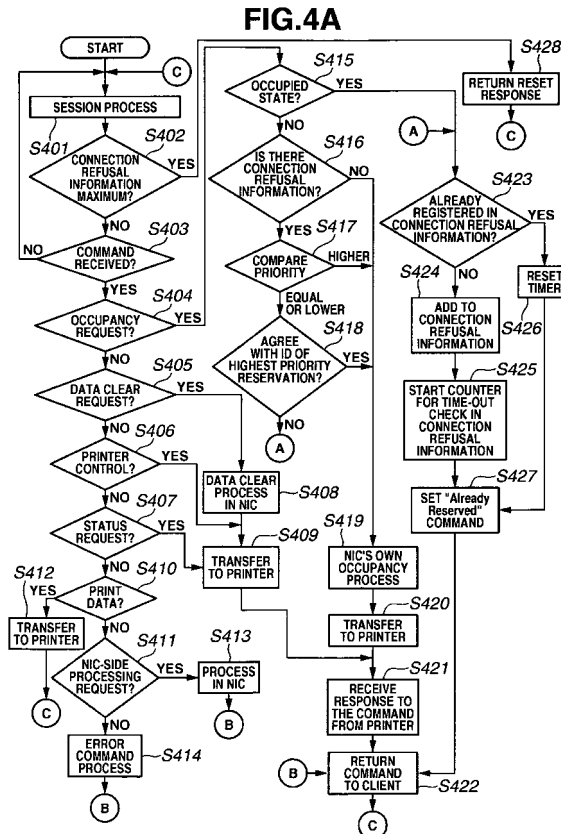 FIG.4A
START
C
SESSION PROCESS
S401
S402
CONNECTION
REFUSAL
INFORMATION
MAXIMUM?
YES
NO
S403
COMMAND
RECEIVED?
NO
YES
S404
OCCUPANCY
REQUEST?
YES
NO
S405
DATA CLEAR
REQUEST?
YES
NO
S406
PRINTER
CONTROL?
YES
NO
S407
STATUS
REQUEST?
YES
NO
DATA CLEAR
PROCESS
IN NIC
S408
S409
TRANSFER
TO PRINTER
S410
PRINT
DATA?
YES
NO
S412
TRANSFER
TO PRINTER
C
S411
NIC-SIDE
PROCESSING
REQUEST?
YES
NO
S413
PROCESS
IN NIC
B
ERROR
COMMAND
PROCESS
S414
B
S415
OCCUPIED
STATE?
YES
NO
S416
IS THERE
CONNECTION
REFUSAL
INFORMATION?
NO
YES
S417
COMPARE
PRIORITY
HIGHER
EQUAL
OR LOWER
S418
AGREE
WITH ID OF
HIGHEST PRIORITY
RESERVATION?
YES
NO
A
S419
NIC'S OWN
OCCUPANCY
PROCESS
S420
TRANSFER
TO PRINTER
S421
RECEIVE
RESPONSE TO
THE COMMAND
FROM PRINTER
B
RETURN
COMMAND
TO CLIENT
S422
C
S428
RETURN RESET
RESPONSE
C
A
S423
ALREADY
REGISTERED IN
CONNECTION REFUSAL
INFORMATION?
YES
NO
S424
ADD TO
CONNECTION
REFUSAL
INFORMATION
RESET
TIMER
S426
S425
START COUNTER
FOR TIME-OUT
CHECK IN
CONNECTION
REFUSAL
INFORMATION
S427
SET "Already
Reserved"
COMMAND